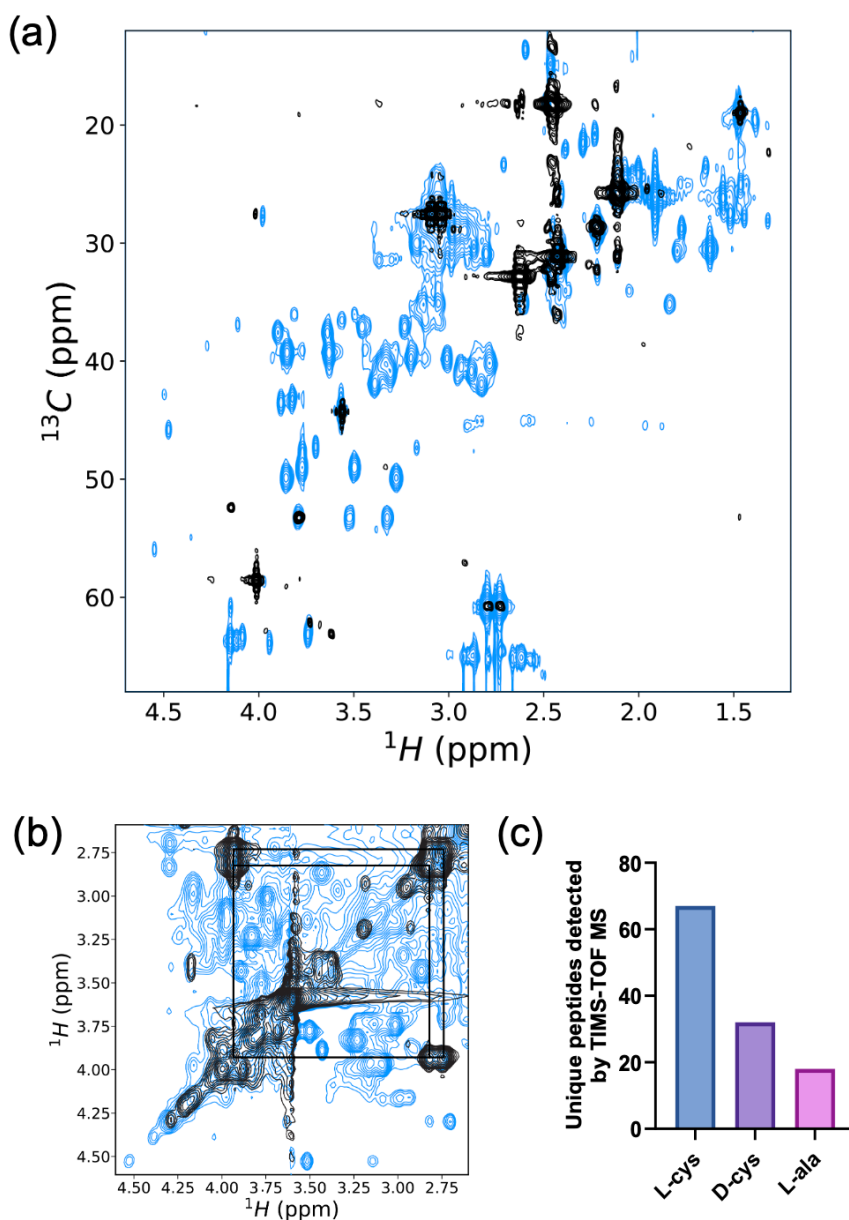 (a)
20
30
40
50
60
¹³C (ppm)
4.5 4.0 3.5 3.0 2.5 2.0 1.5
¹H (ppm)
(b)
2.75
3.00
3.25
3.50
3.75
4.00
4.25
4.50
¹H (ppm)
4.50 4.25 4.00 3.75 3.50 3.25 3.00 2.75
¹H (ppm)
(c)
Unique peptides detected
by TIMS-TOF MS
80
60
40
20
0
L-cys
D-cys
L-ala